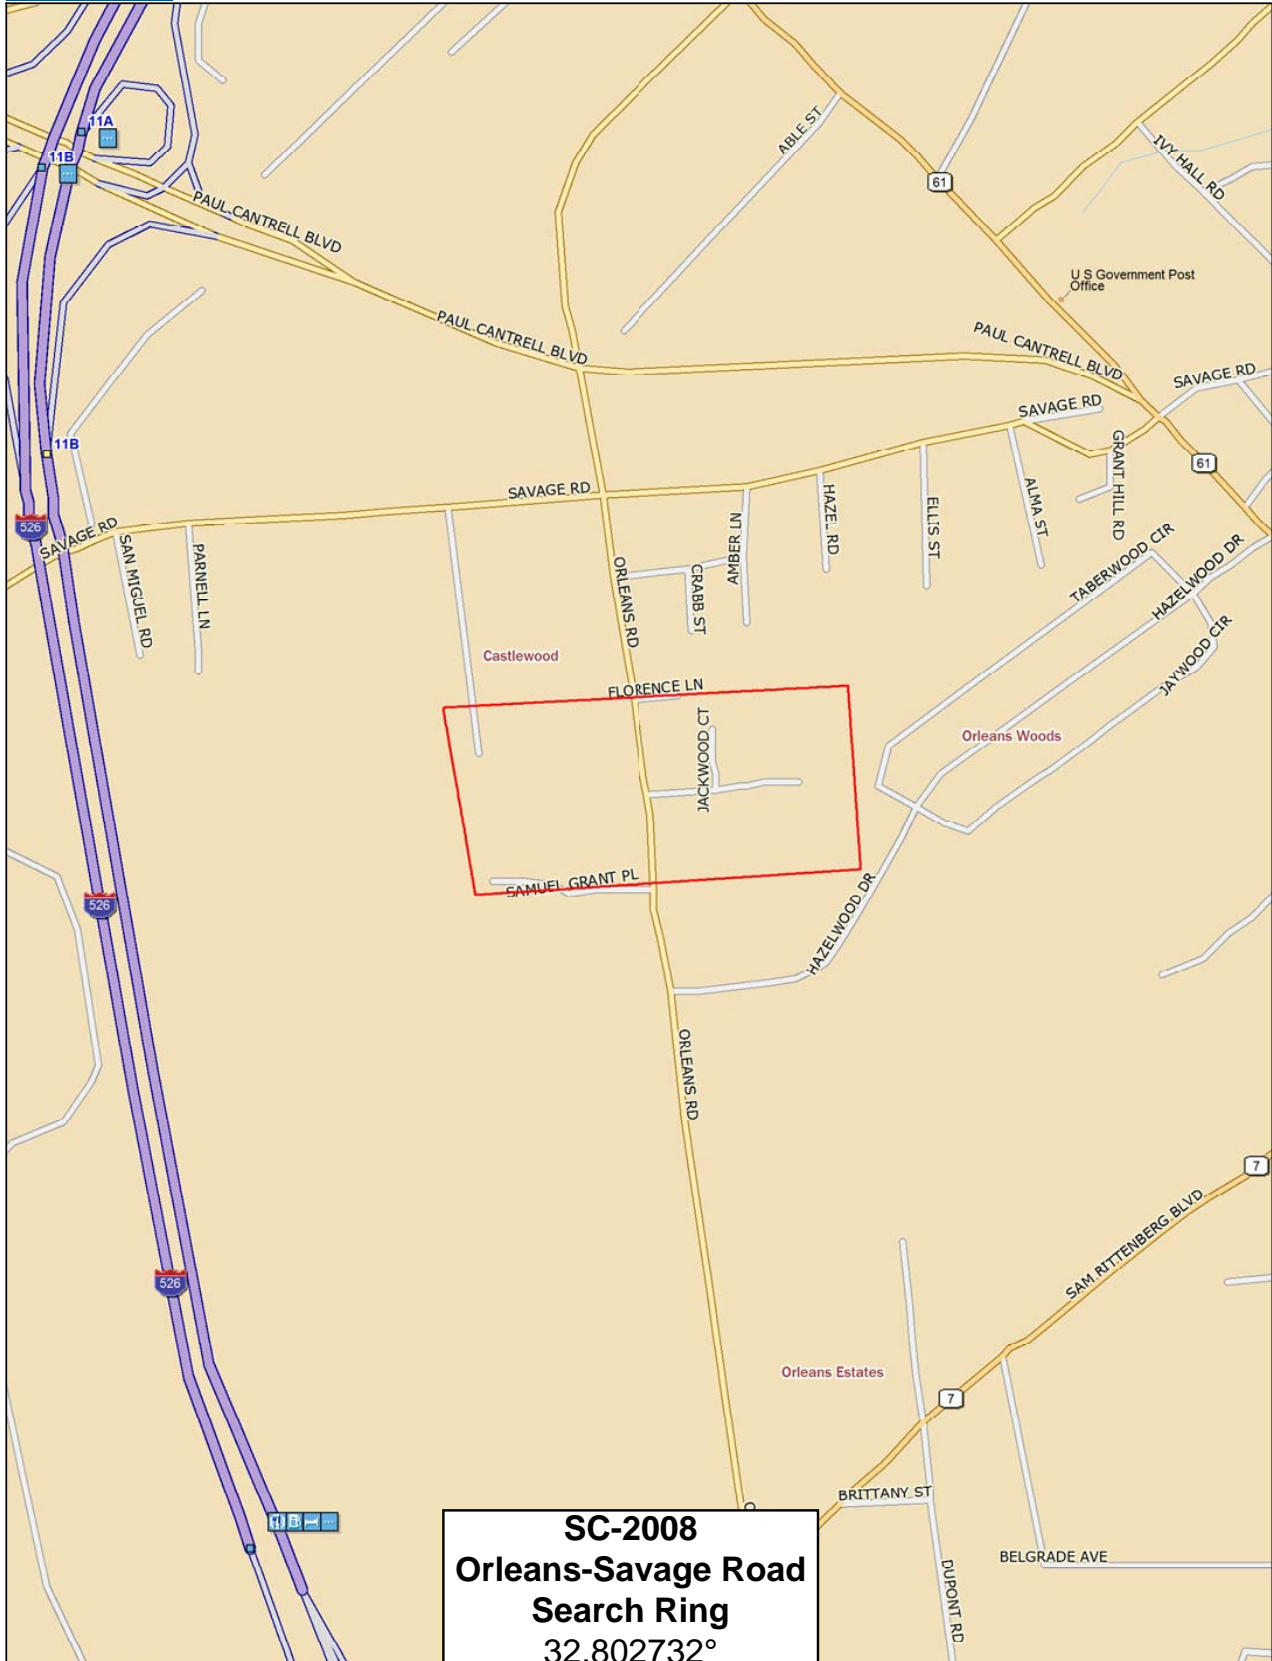 11A
11B
PAUL CANTRELL BLVD
ABLE ST
61
IVY HALL RD
U S Government Post
Office
PAUL CANTRELL BLVD
PAUL CANTRELL BLVD
SAVAGE RD
SAVAGE RD
11B
GRANT HILL RD
61
SAVAGE RD
HAZEL RD
ELLIS ST
ALMA ST
526
SAVAGE RD
SAN MIGUEL RD
PARNELL LN
AMBER LN
CRABB ST
ORLEANS RD
TABERWOOD CIR
HAZELWOOD DR
JAYWOOD CIR
Castlewood
FLORENCE LN
JACKWOOD CT
Orleans Woods
SAMUEL GRANT PL
526
HAZELWOOD DR
ORLEANS RD
7
SAM RITTENBERG BLVD
526
Orleans Estates
7
BRITTANY ST
O
BELGRADE AVE
DUPONT RD
SC-2008
Orleans-Savage Road
Search Ring
32.802732°